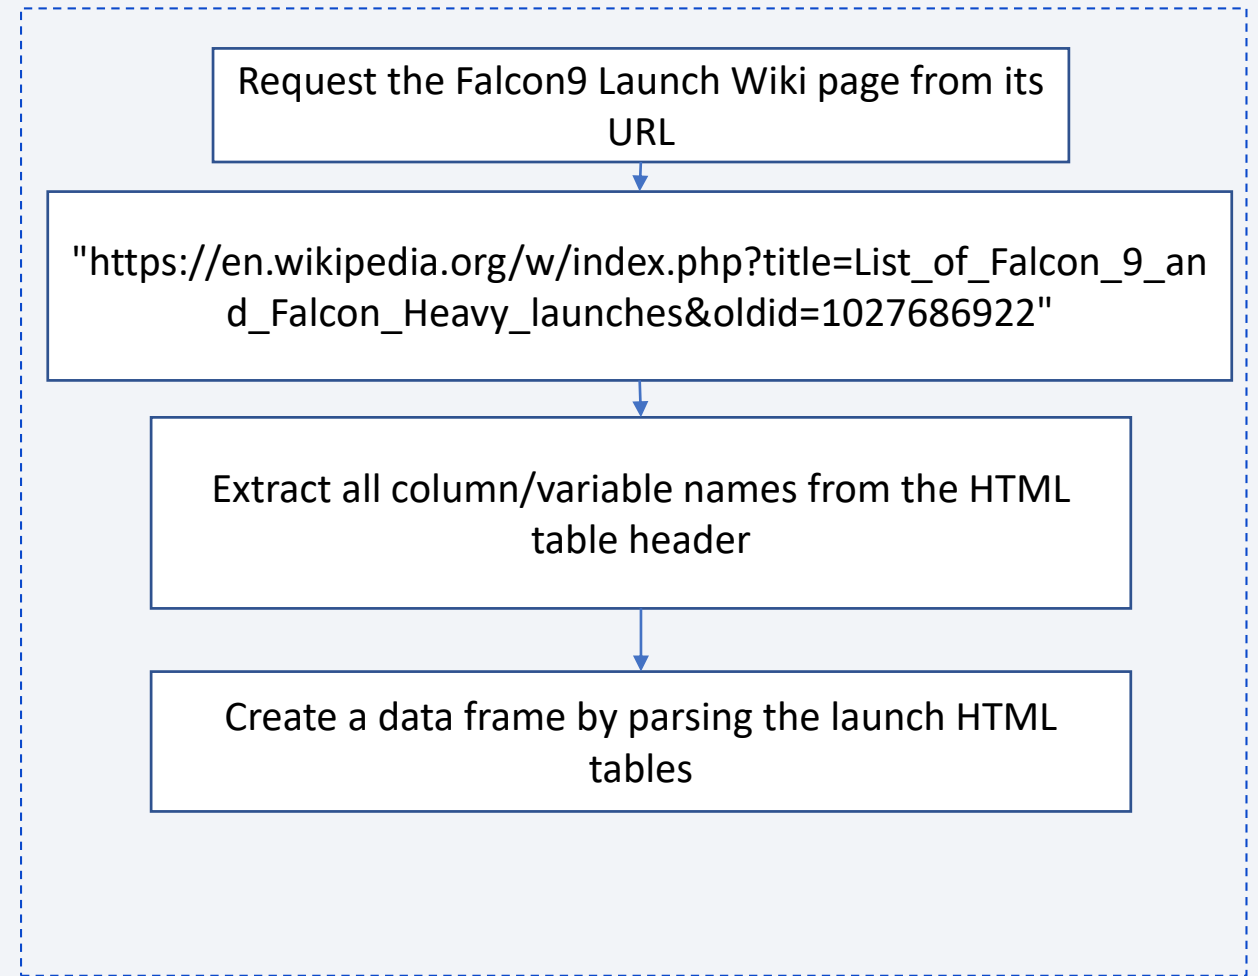 Request the Falcon9 Launch Wiki page from its
URL
"https://en.wikipedia.org/w/index.php?title=List_of_Falcon_9_an
d_Falcon_Heavy_launches&oldid=1027686922"
Extract all column/variable names from the HTML
table header
Create a data frame by parsing the launch HTML
tables